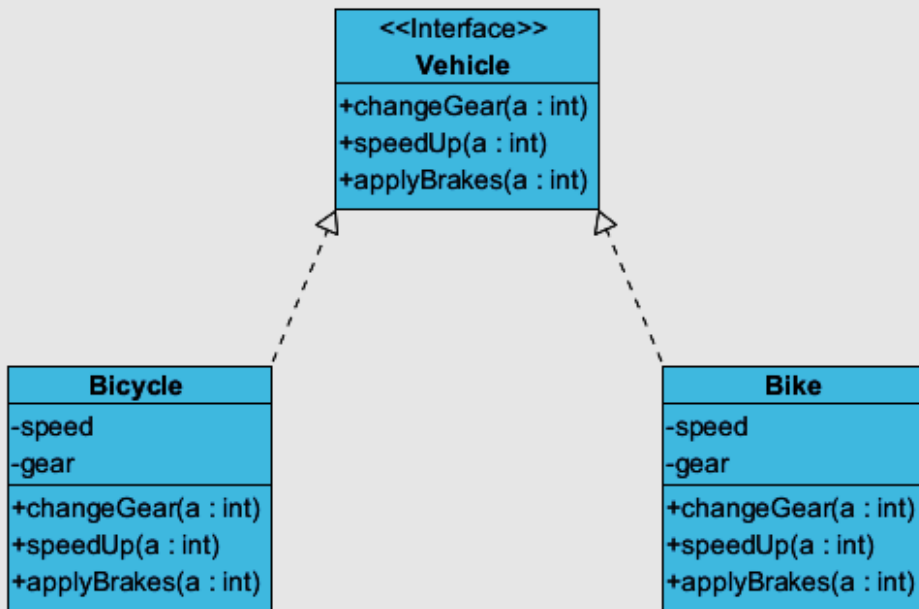 <<Interface>>
Vehicle
+changeGear(a : int)
+speedUp(a : int)
+applyBrakes(a : int)
Bicycle
-speed
-gear
+changeGear(a : int)
+speedUp(a : int)
+applyBrakes(a : int)
Bike
-speed
-gear
+changeGear(a : int)
+speedUp(a : int)
+applyBrakes(a : int)